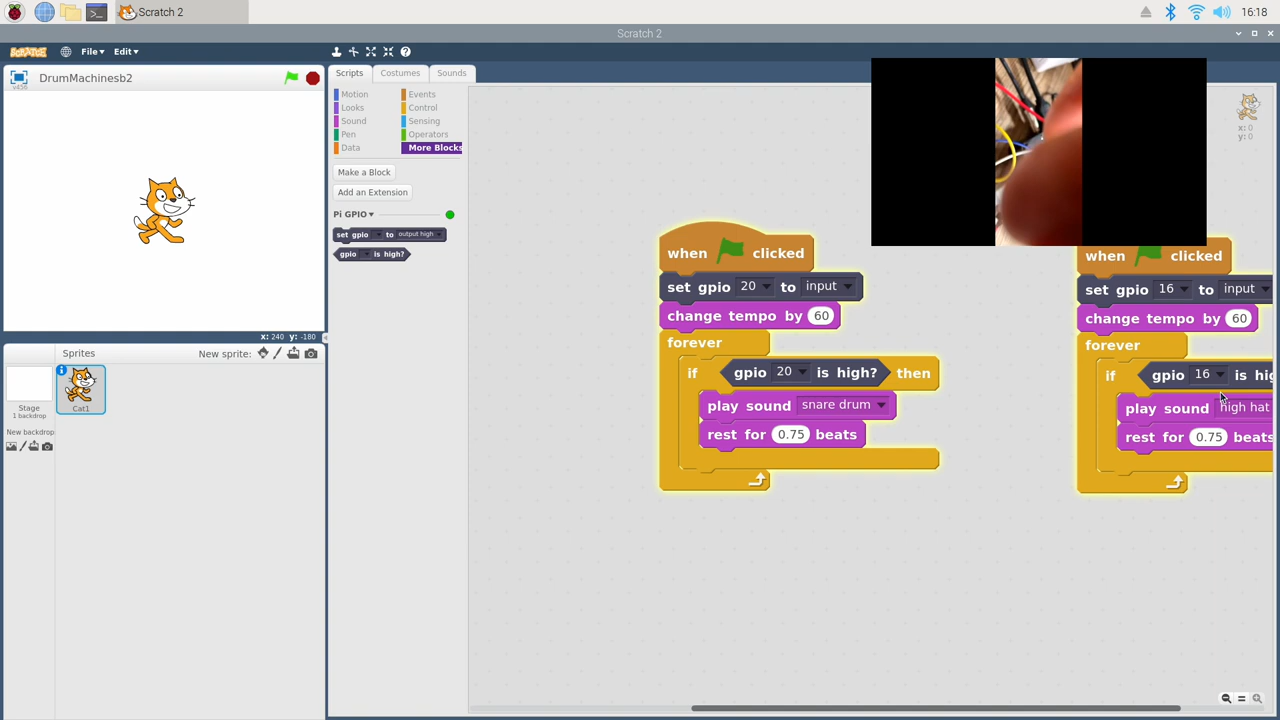 Scratch 2
16:18
Scratch 2
SCRATCH
File
Edit
v456
DrumMachinesb2
Scripts
Costumes
Sounds
Motion
Looks
Sound
Pen
Data
Events
Control
Sensing
Operators
More Blocks
Make a Block
Add an Extension
Pi GPIO
set gpio to output high
gpio is high?
x: 0
y: 0
when clicked
set gpio 20 to input
change tempo by 60
forever
if gpio 20 is high? then
play sound snare drum
rest for 0.75 beats
when clicked
set gpio 16 to input
change tempo by 60
forever
if gpio 16 is hig
play sound high hat
rest for 0.75 beats
x: 240 y: -180
Sprites
New sprite:
Stage
1 backdrop
New backdrop
Cat1